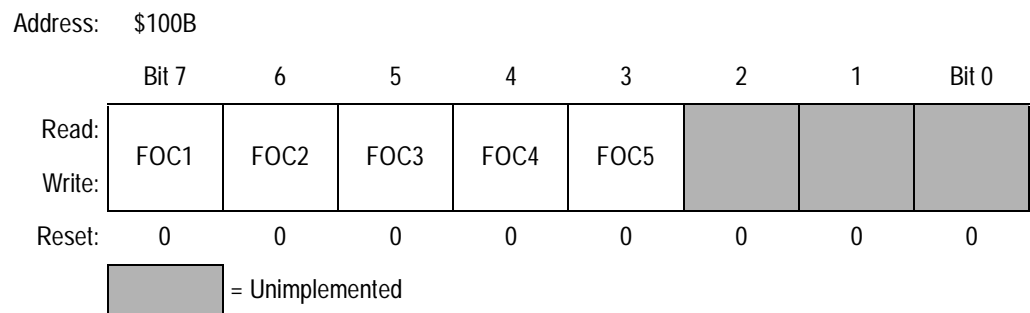 Address: $100B
Bit 7 6 5 4 3 2 1 Bit 0
Read:
FOC1 FOC2 FOC3 FOC4 FOC5
Write:
Reset: 0 0 0 0 0 0 0 0
= Unimplemented